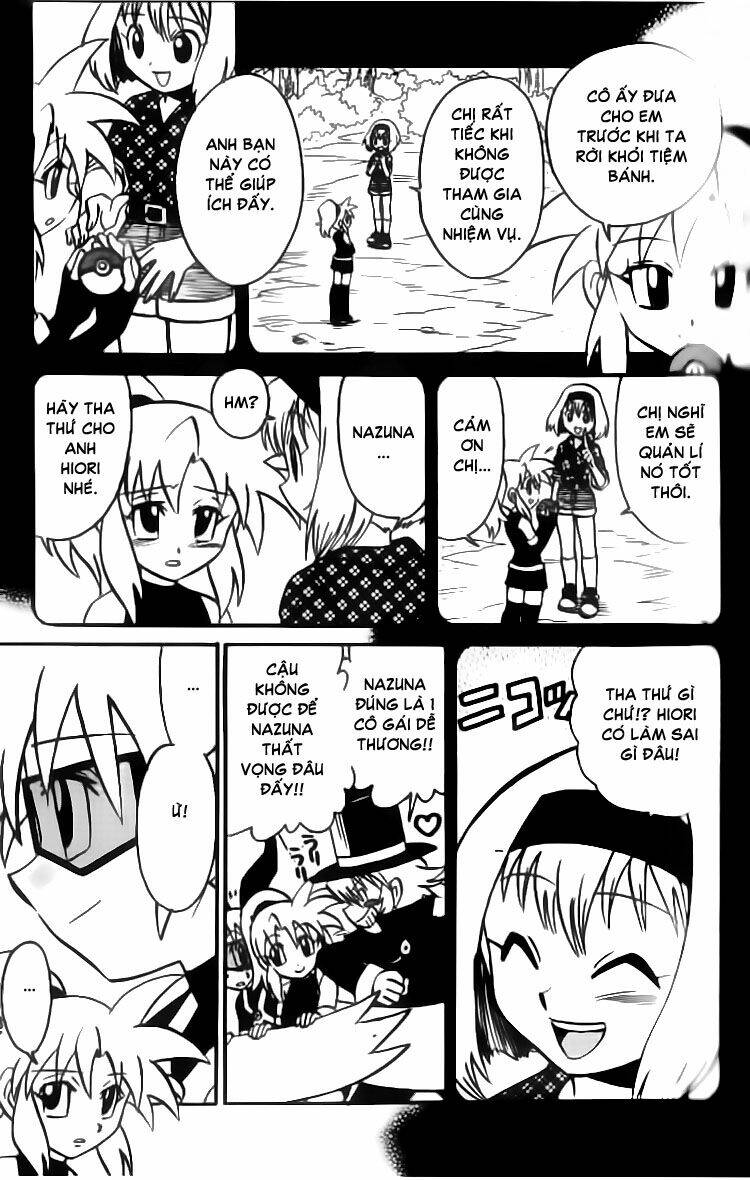 CÔ ẤY ĐƯA
CHO EM
TRƯỚC KHI TA
RỜI KHỎI TIỆM
BÁNH.
CHỊ RẤT
TIẾC KHI
KHÔNG
ĐƯỢC
THAM GIA
CÙNG
NHIỆM VỤ.
ANH BẠN
NÀY CÓ
THỂ GIÚP
ÍCH ĐẤY.
CHỊ NGHĨ
EM SẼ
QUẢN LÍ
NÓ TỐT
THÔI.
CẢM
ƠN
CHỊ...
NAZUNA
...
HM?
HÃY THA
THỨ CHO
ANH
HIORI
NHÉ.
THA THỨ GÌ
CHỨ!? HIORI
CÓ LÀM SAI
GÌ ĐÂU!
ニコッ
NAZUNA
ĐÚNG LÀ 1
CÔ GÁI DỄ
THƯƠNG!!
CẬU
KHÔNG
ĐƯỢC ĐỂ
NAZUNA
THẤT
VỌNG ĐÂU
ĐẤY!!
...
Ừ!
....